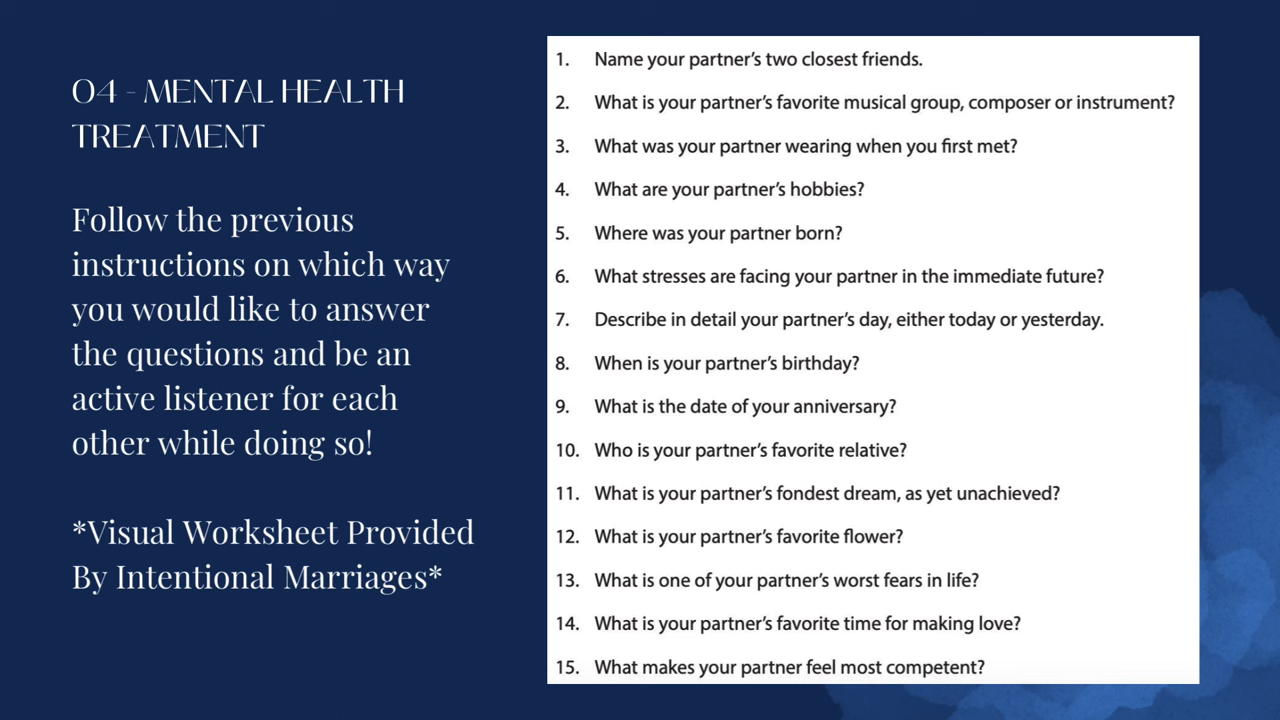 04 - MENTAL HEALTH
TREATMENT
Follow the previous
instructions on which way
you would like to answer
the questions and be an
active listener for each
other while doing so!
*Visual Worksheet Provided
By Intentional Marriages*
1. Name your partner’s two closest friends.
2. What is your partner’s favorite musical group, composer or instrument?
3. What was your partner wearing when you first met?
4. What are your partner’s hobbies?
5. Where was your partner born?
6. What stresses are facing your partner in the immediate future?
7. Describe in detail your partner’s day, either today or yesterday.
8. When is your partner’s birthday?
9. What is the date of your anniversary?
10. Who is your partner’s favorite relative?
11. What is your partner’s fondest dream, as yet unachieved?
12. What is your partner’s favorite flower?
13. What is one of your partner’s worst fears in life?
14. What is your partner’s favorite time for making love?
15. What makes your partner feel most competent?